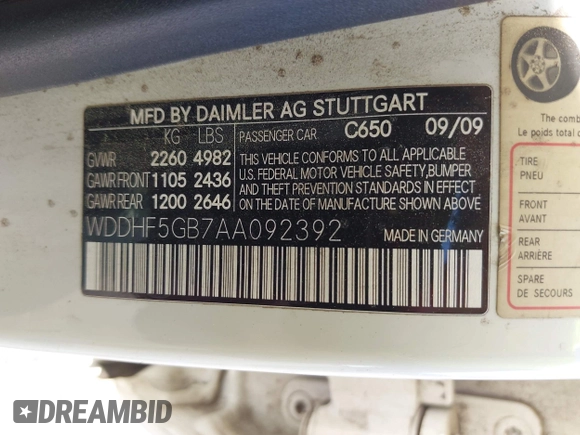 MFD BY DAIMLER AG STUTTGART
KG LBS PASSENGER CAR C650 09/09
GVWR 2260 4982
GAWR FRONT 1105 2436
GAWR REAR 1200 2646
THIS VEHICLE CONFORMS TO ALL APPLICABLE
U.S. FEDERAL MOTOR VEHICLE SAFETY,BUMPER
AND THEFT PREVENTION STANDARDS IN EFFECT ON
THE DATE OF MANUFACTURE SHOWN ABOVE
WDDHF5GB7AA092392 MADE IN GERMANY
The comb
Le poids total
TIRE
PNEU
FRONT
AVANT
REAR
ARRIÈRE
SPARE
DE SECOURS
DREAMBID